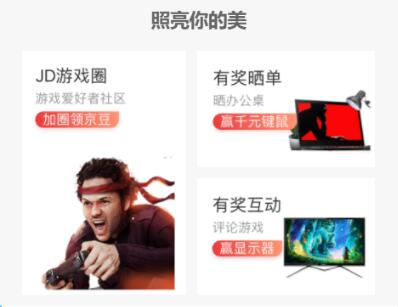 照亮你的美
JD游戏圈
游戏爱好者社区
加圈领京豆
有奖晒单
晒办公桌
赢千元键鼠
有奖互动
评论游戏
赢显示器